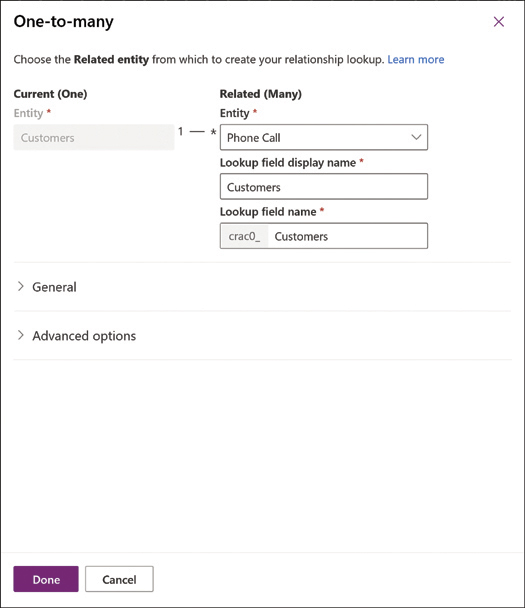 One-to-many
Choose the Related entity from which to create your relationship lookup. Learn more
Current (One)
Entity *
Customers
1 — *
Related (Many)
Entity *
Phone Call
Lookup field display name *
Customers
Lookup field name *
crac0_ Customers
General
Advanced options
Done Cancel